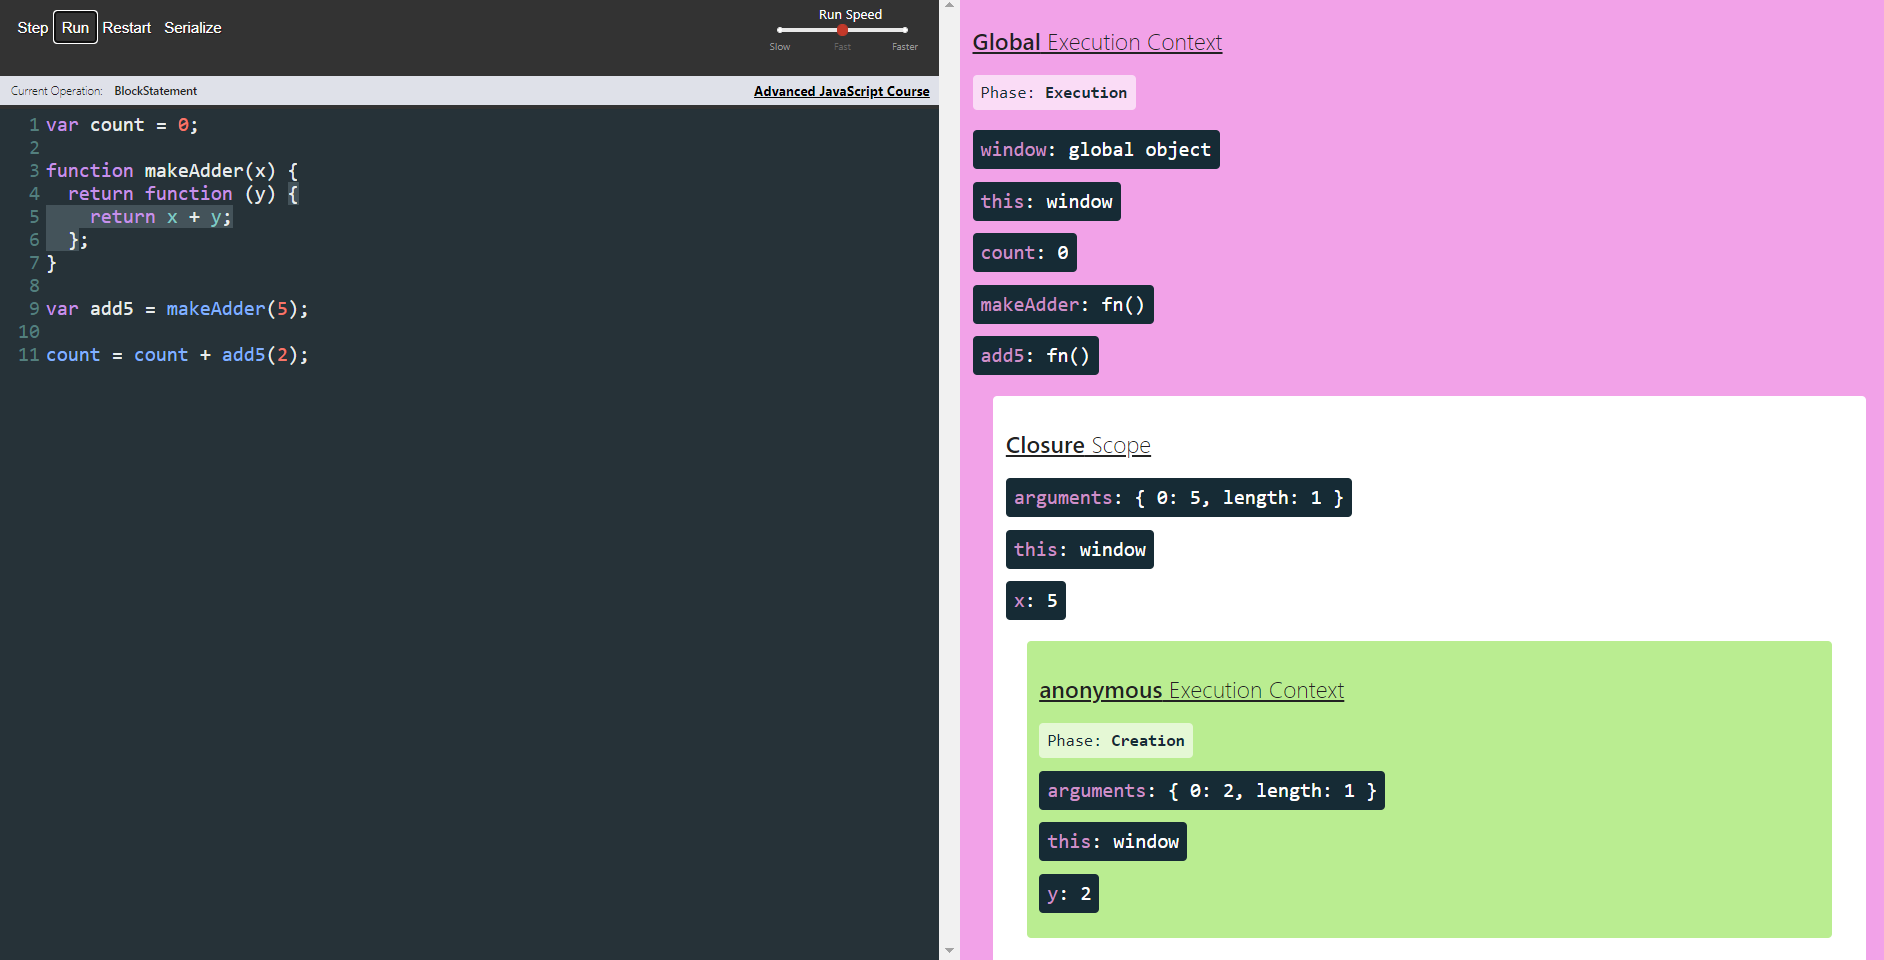 Step Run Restart Serialize
Run Speed
Slow Fast Faster
Current Operation: BlockStatement
Advanced JavaScript Course
1 var count = 0;
2
3 function makeAdder(x) {
4   return function (y) {
5     return x + y;
6   };
7 }
8
9 var add5 = makeAdder(5);
10
11 count = count + add5(2);
Global Execution Context
Phase: Execution
window: global object
this: window
count: 0
makeAdder: fn()
add5: fn()
Closure Scope
arguments: { 0: 5, length: 1 }
this: window
x: 5
anonymous Execution Context
Phase: Creation
arguments: { 0: 2, length: 1 }
this: window
y: 2